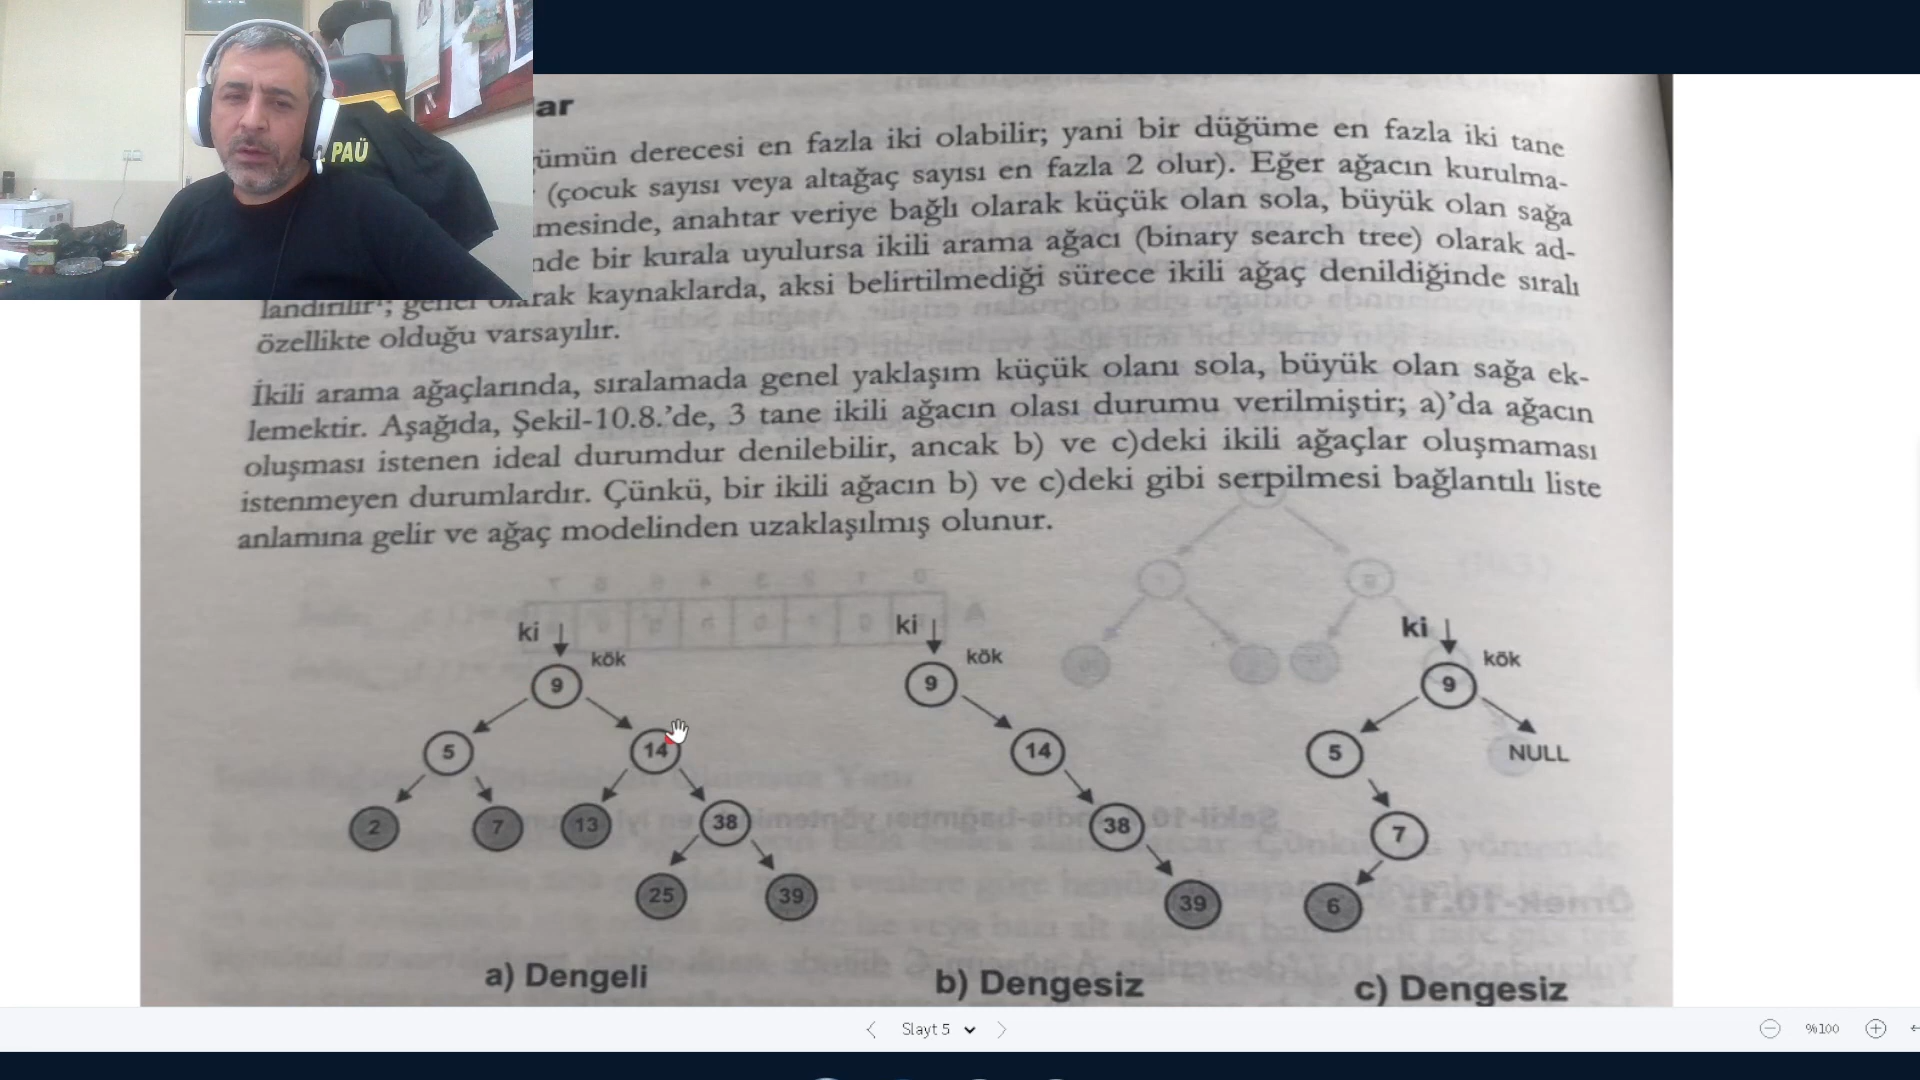 PAÜ
ar
ümün derecesi en fazla iki olabilir; yani bir düğüme en fazla iki tane
(çocuk sayısı veya altağaç sayısı en fazla 2 olur). Eğer ağacın kurulma-
mesinde, anahtar veriye bağlı olarak küçük olan sola, büyük olan sağa
nde bir kurala uyulursa ikili arama ağacı (binary search tree) olarak ad-
landırılır¹; genel olarak kaynaklarda, aksi belirtilmediği sürece ikili ağaç denildiğinde sıralı
özellikte olduğu varsayılır.
İkili arama ağaçlarında, sıralamada genel yaklaşım küçük olanı sola, büyük olan sağa ek-
lemektir. Aşağıda, Şekil-10.8.'de, 3 tane ikili ağacın olası durumu verilmiştir; a)'da ağacın
oluşması istenen ideal durumdur denilebilir, ancak b) ve c)deki ikili ağaçlar oluşmaması
istenmeyen durumlardır. Çünkü, bir ikili ağacın b) ve c)deki gibi serpilmesi bağlantılı liste
anlamına gelir ve ağaç modelinden uzaklaşılmış olunur.
ki
kök
9
5
14
2
7
13
38
25
39
a) Dengeli
ki
kök
9
14
38
39
b) Dengesiz
ki
kök
9
5
NULL
7
6
c) Dengesiz
Slayt 5
%100